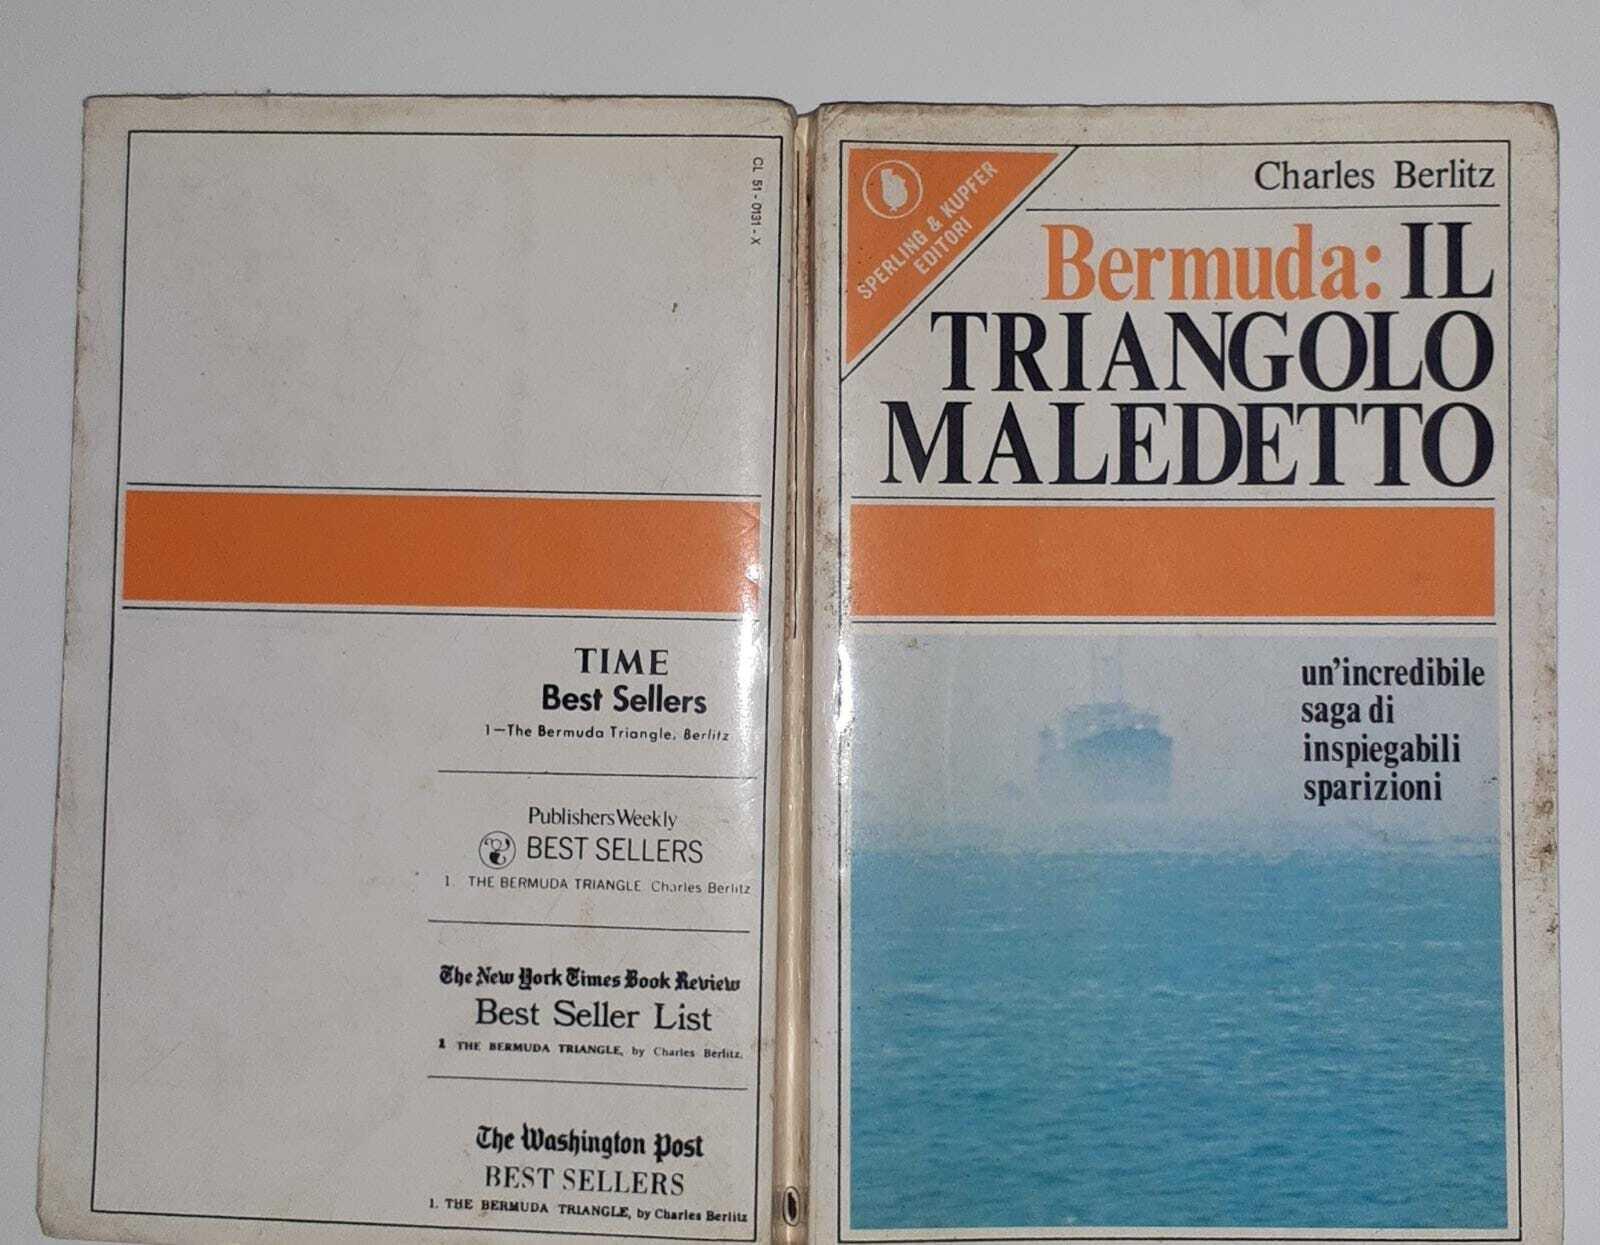 CL 51-0131-X
TIME
Best Sellers
1—The Bermuda Triangle, Berlitz
Publishers Weekly
BEST SELLERS
1. THE BERMUDA TRIANGLE Charles Berlitz
The New York Times Book Review
Best Seller List
1 THE BERMUDA TRIANGLE, by Charles Berlitz.
The Washington Post
BEST SELLERS
1. THE BERMUDA TRIANGLE, by Charles Berlitz
SPERLING & KUPFER
EDITORI
Charles Berlitz
Bermuda: IL
TRIANGOLO
MALEDETTO
un'incredibile
saga di
inspiegabili
sparizioni